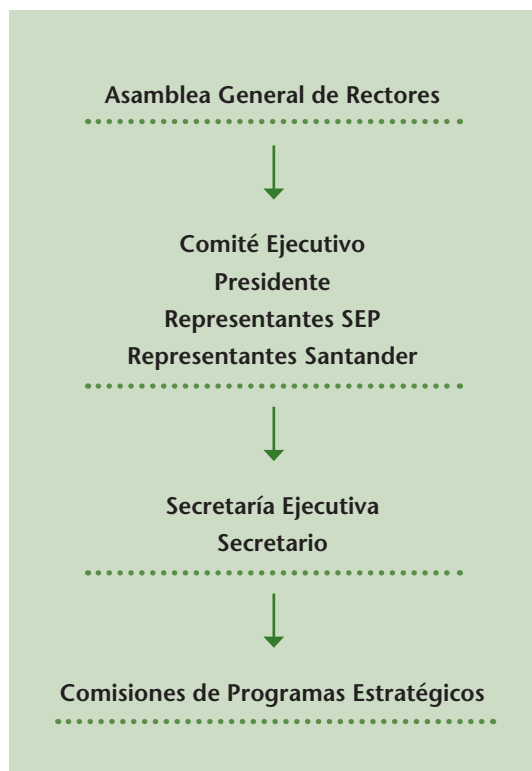 Asamblea General de Rectores
Comité Ejecutivo
Presidente
Representantes SEP
Representantes Santander
Secretaría Ejecutiva
Secretario
Comisiones de Programas Estratégicos